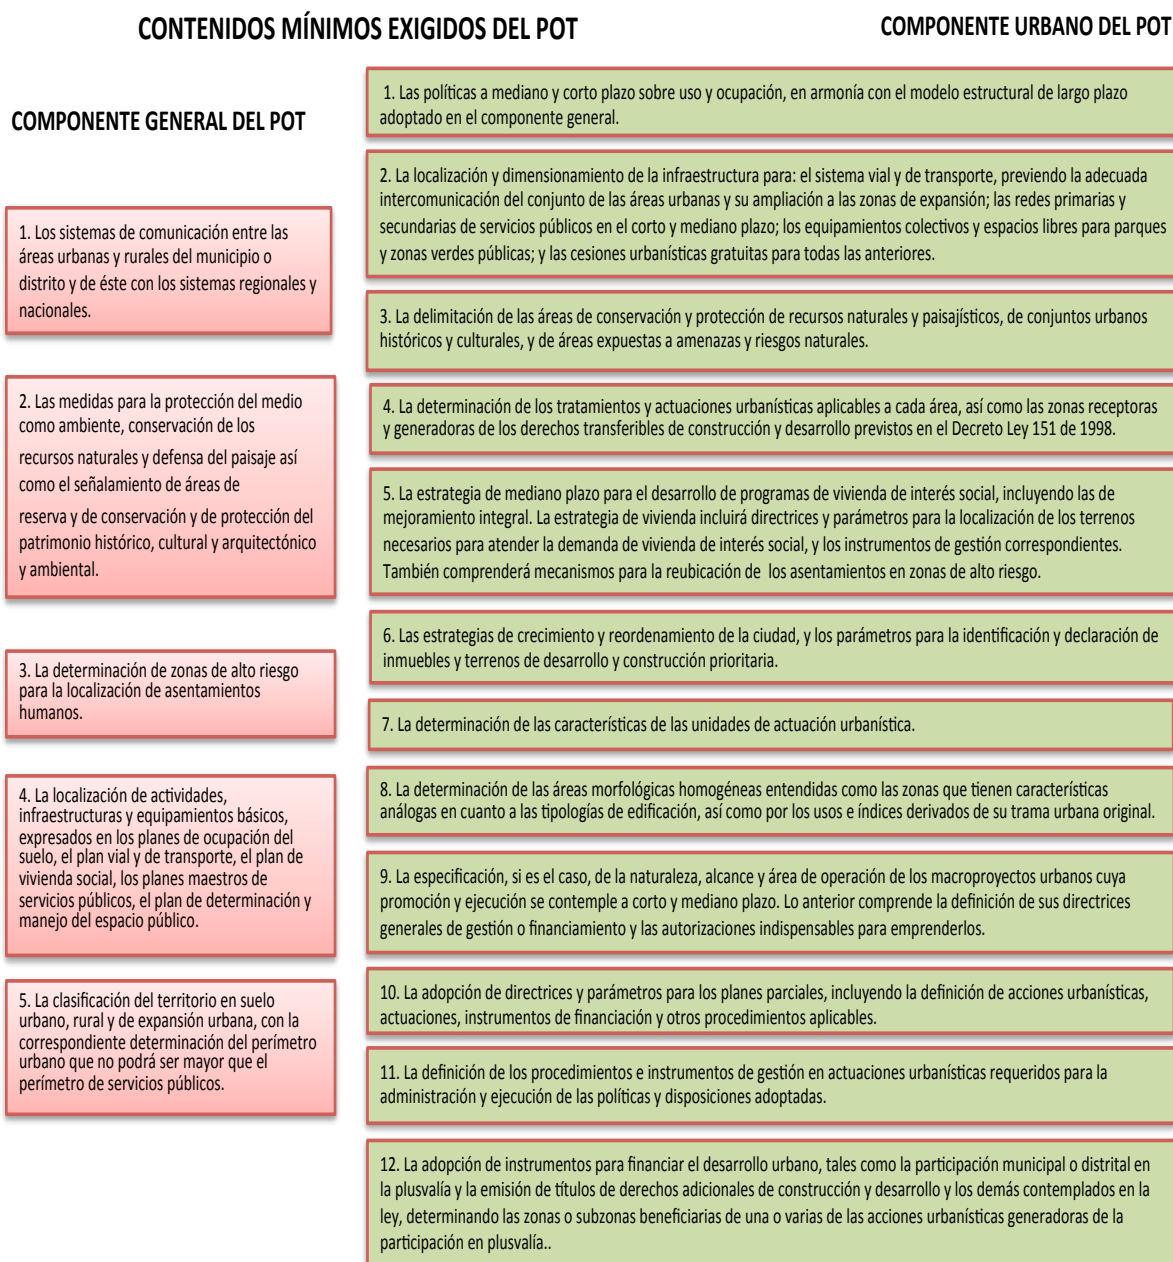 CONTENIDOS MÍNIMOS EXIGIDOS DEL POT
COMPONENTE URBANO DEL POT
COMPONENTE GENERAL DEL POT
1. Los sistemas de comunicación entre las
áreas urbanas y rurales del municipio o
distrito y de éste con los sistemas regionales y
nacionales.
2. Las medidas para la protección del medio
como ambiente, conservación de los
recursos naturales y defensa del paisaje así
como el señalamiento de áreas de
reserva y de conservación y de protección del
patrimonio histórico, cultural y arquitectónico
y ambiental.
3. La determinación de zonas de alto riesgo
para la localización de asentamientos
humanos.
4. La localización de actividades,
infraestructuras y equipamientos básicos,
expresados en los planes de ocupación del
suelo, el plan vial y de transporte, el plan de
vivienda social, los planes maestros de
servicios públicos, el plan de determinación y
manejo del espacio público.
5. La clasificación del territorio en suelo
urbano, rural y de expansión urbana, con la
correspondiente determinación del perímetro
urbano que no podrá ser mayor que el
perímetro de servicios públicos.
1. Las políticas a mediano y corto plazo sobre uso y ocupación, en armonía con el modelo estructural de largo plazo
adoptado en el componente general.
2. La localización y dimensionamiento de la infraestructura para: el sistema vial y de transporte, previendo la adecuada
intercomunicación del conjunto de las áreas urbanas y su ampliación a las zonas de expansión; las redes primarias y
secundarias de servicios públicos en el corto y mediano plazo; los equipamientos colectivos y espacios libres para parques
y zonas verdes públicas; y las cesiones urbanísticas gratuitas para todas las anteriores.
3. La delimitación de las áreas de conservación y protección de recursos naturales y paisajísticos, de conjuntos urbanos
históricos y culturales, y de áreas expuestas a amenazas y riesgos naturales.
4. La determinación de los tratamientos y actuaciones urbanísticas aplicables a cada área, así como las zonas receptoras
y generadoras de los derechos transferibles de construcción y desarrollo previstos en el Decreto Ley 151 de 1998.
5. La estrategia de mediano plazo para el desarrollo de programas de vivienda de interés social, incluyendo las de
mejoramiento integral. La estrategia de vivienda incluirá directrices y parámetros para la localización de los terrenos
necesarios para atender la demanda de vivienda de interés social, y los instrumentos de gestión correspondientes.
También comprenderá mecanismos para la reubicación de los asentamientos en zonas de alto riesgo.
6. Las estrategias de crecimiento y reordenamiento de la ciudad, y los parámetros para la identificación y declaración de
inmuebles y terrenos de desarrollo y construcción prioritaria.
7. La determinación de las características de las unidades de actuación urbanística.
8. La determinación de las áreas morfológicas homogéneas entendidas como las zonas que tienen características
análogas en cuanto a las tipologías de edificación, así como por los usos e índices derivados de su trama urbana original.
9. La especificación, si es el caso, de la naturaleza, alcance y área de operación de los macroproyectos urbanos cuya
promoción y ejecución se contemple a corto y mediano plazo. Lo anterior comprende la definición de sus directrices
generales de gestión o financiamiento y las autorizaciones indispensables para emprenderlos.
10. La adopción de directrices y parámetros para los planes parciales, incluyendo la definición de acciones urbanísticas,
actuaciones, instrumentos de financiación y otros procedimientos aplicables.
11. La definición de los procedimientos e instrumentos de gestión en actuaciones urbanísticas requeridos para la
administración y ejecución de las políticas y disposiciones adoptadas.
12. La adopción de instrumentos para financiar el desarrollo urbano, tales como la participación municipal o distrital en
la plusvalía y la emisión de títulos de derechos adicionales de construcción y desarrollo y los demás contemplados en la
ley, determinando las zonas o subzonas beneficiarias de una o varias de las acciones urbanísticas generadoras de la
participación en plusvalía..